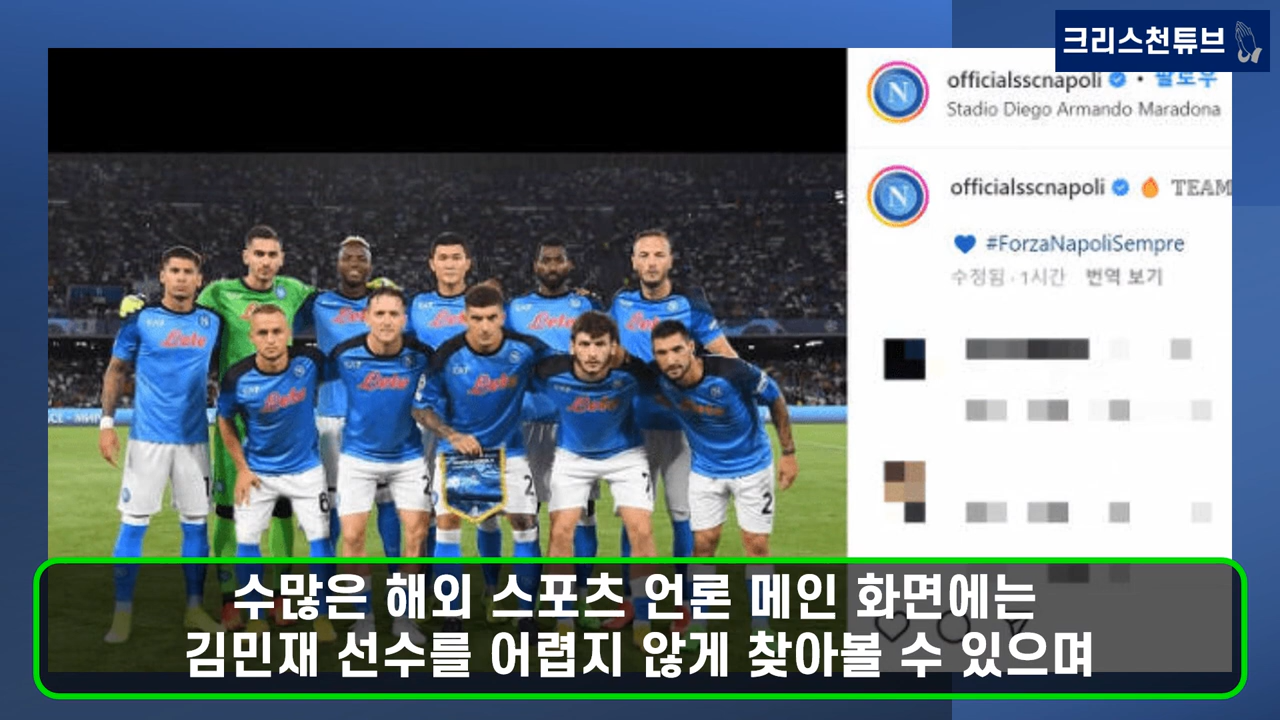 크리스천튜브
officialsscnapoli • 팔로우
Stadio Diego Armando Maradona
officialsscnapoli TEAM
#ForzaNapoliSempre
수정됨 · 1시간 번역 보기
수많은 해외 스포츠 언론 메인 화면에는
김민재 선수를 어렵지 않게 찾아볼 수 있으며